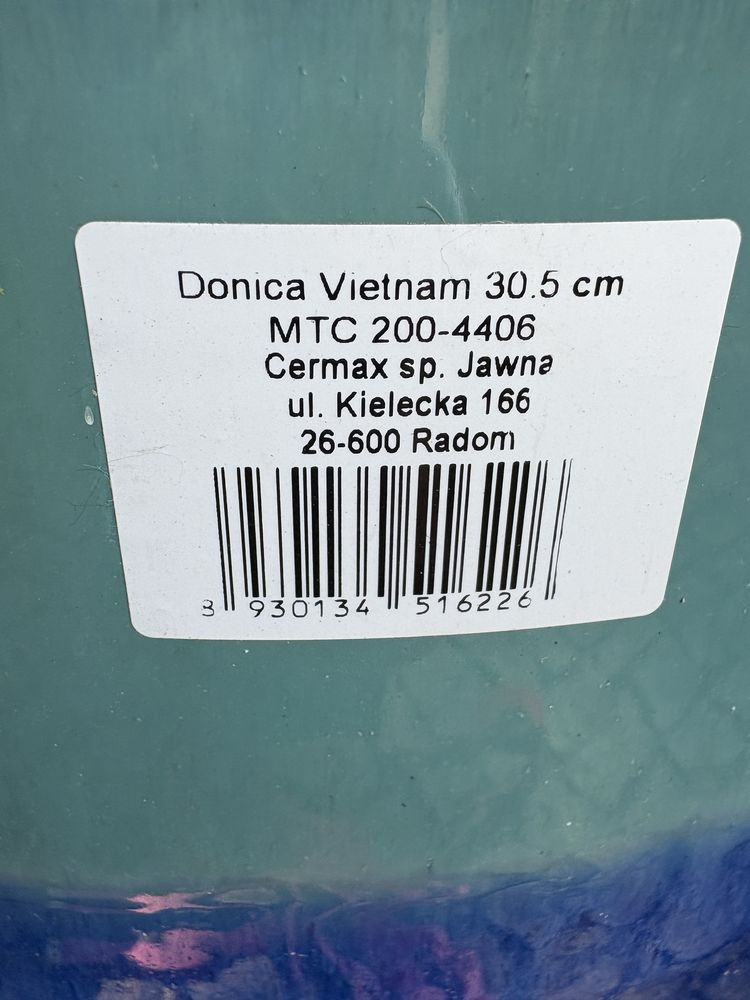 Donica Vietnam 30.5 cm
MTC 200-4406
Cermax sp. Jawna
ul. Kielecka 166
26-600 Radom
8 930134 516226